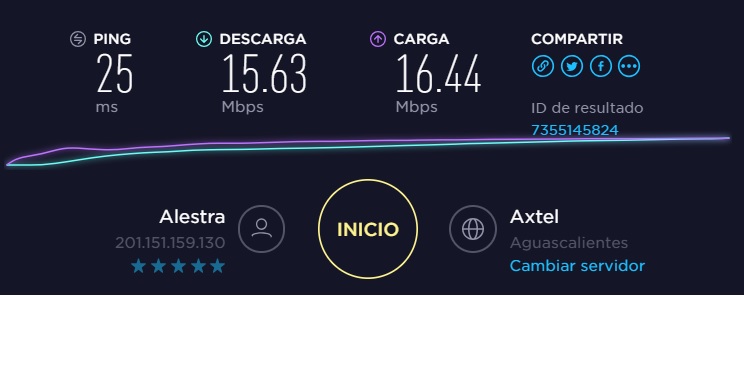 PING DESCARGA CARGA COMPARTIR
25 15.63 16.44
ms Mbps Mbps
ID de resultado
7355145824
Alestra INICIO Axtel
201.151.159.130 Aguascalientes
Cambiar servidor